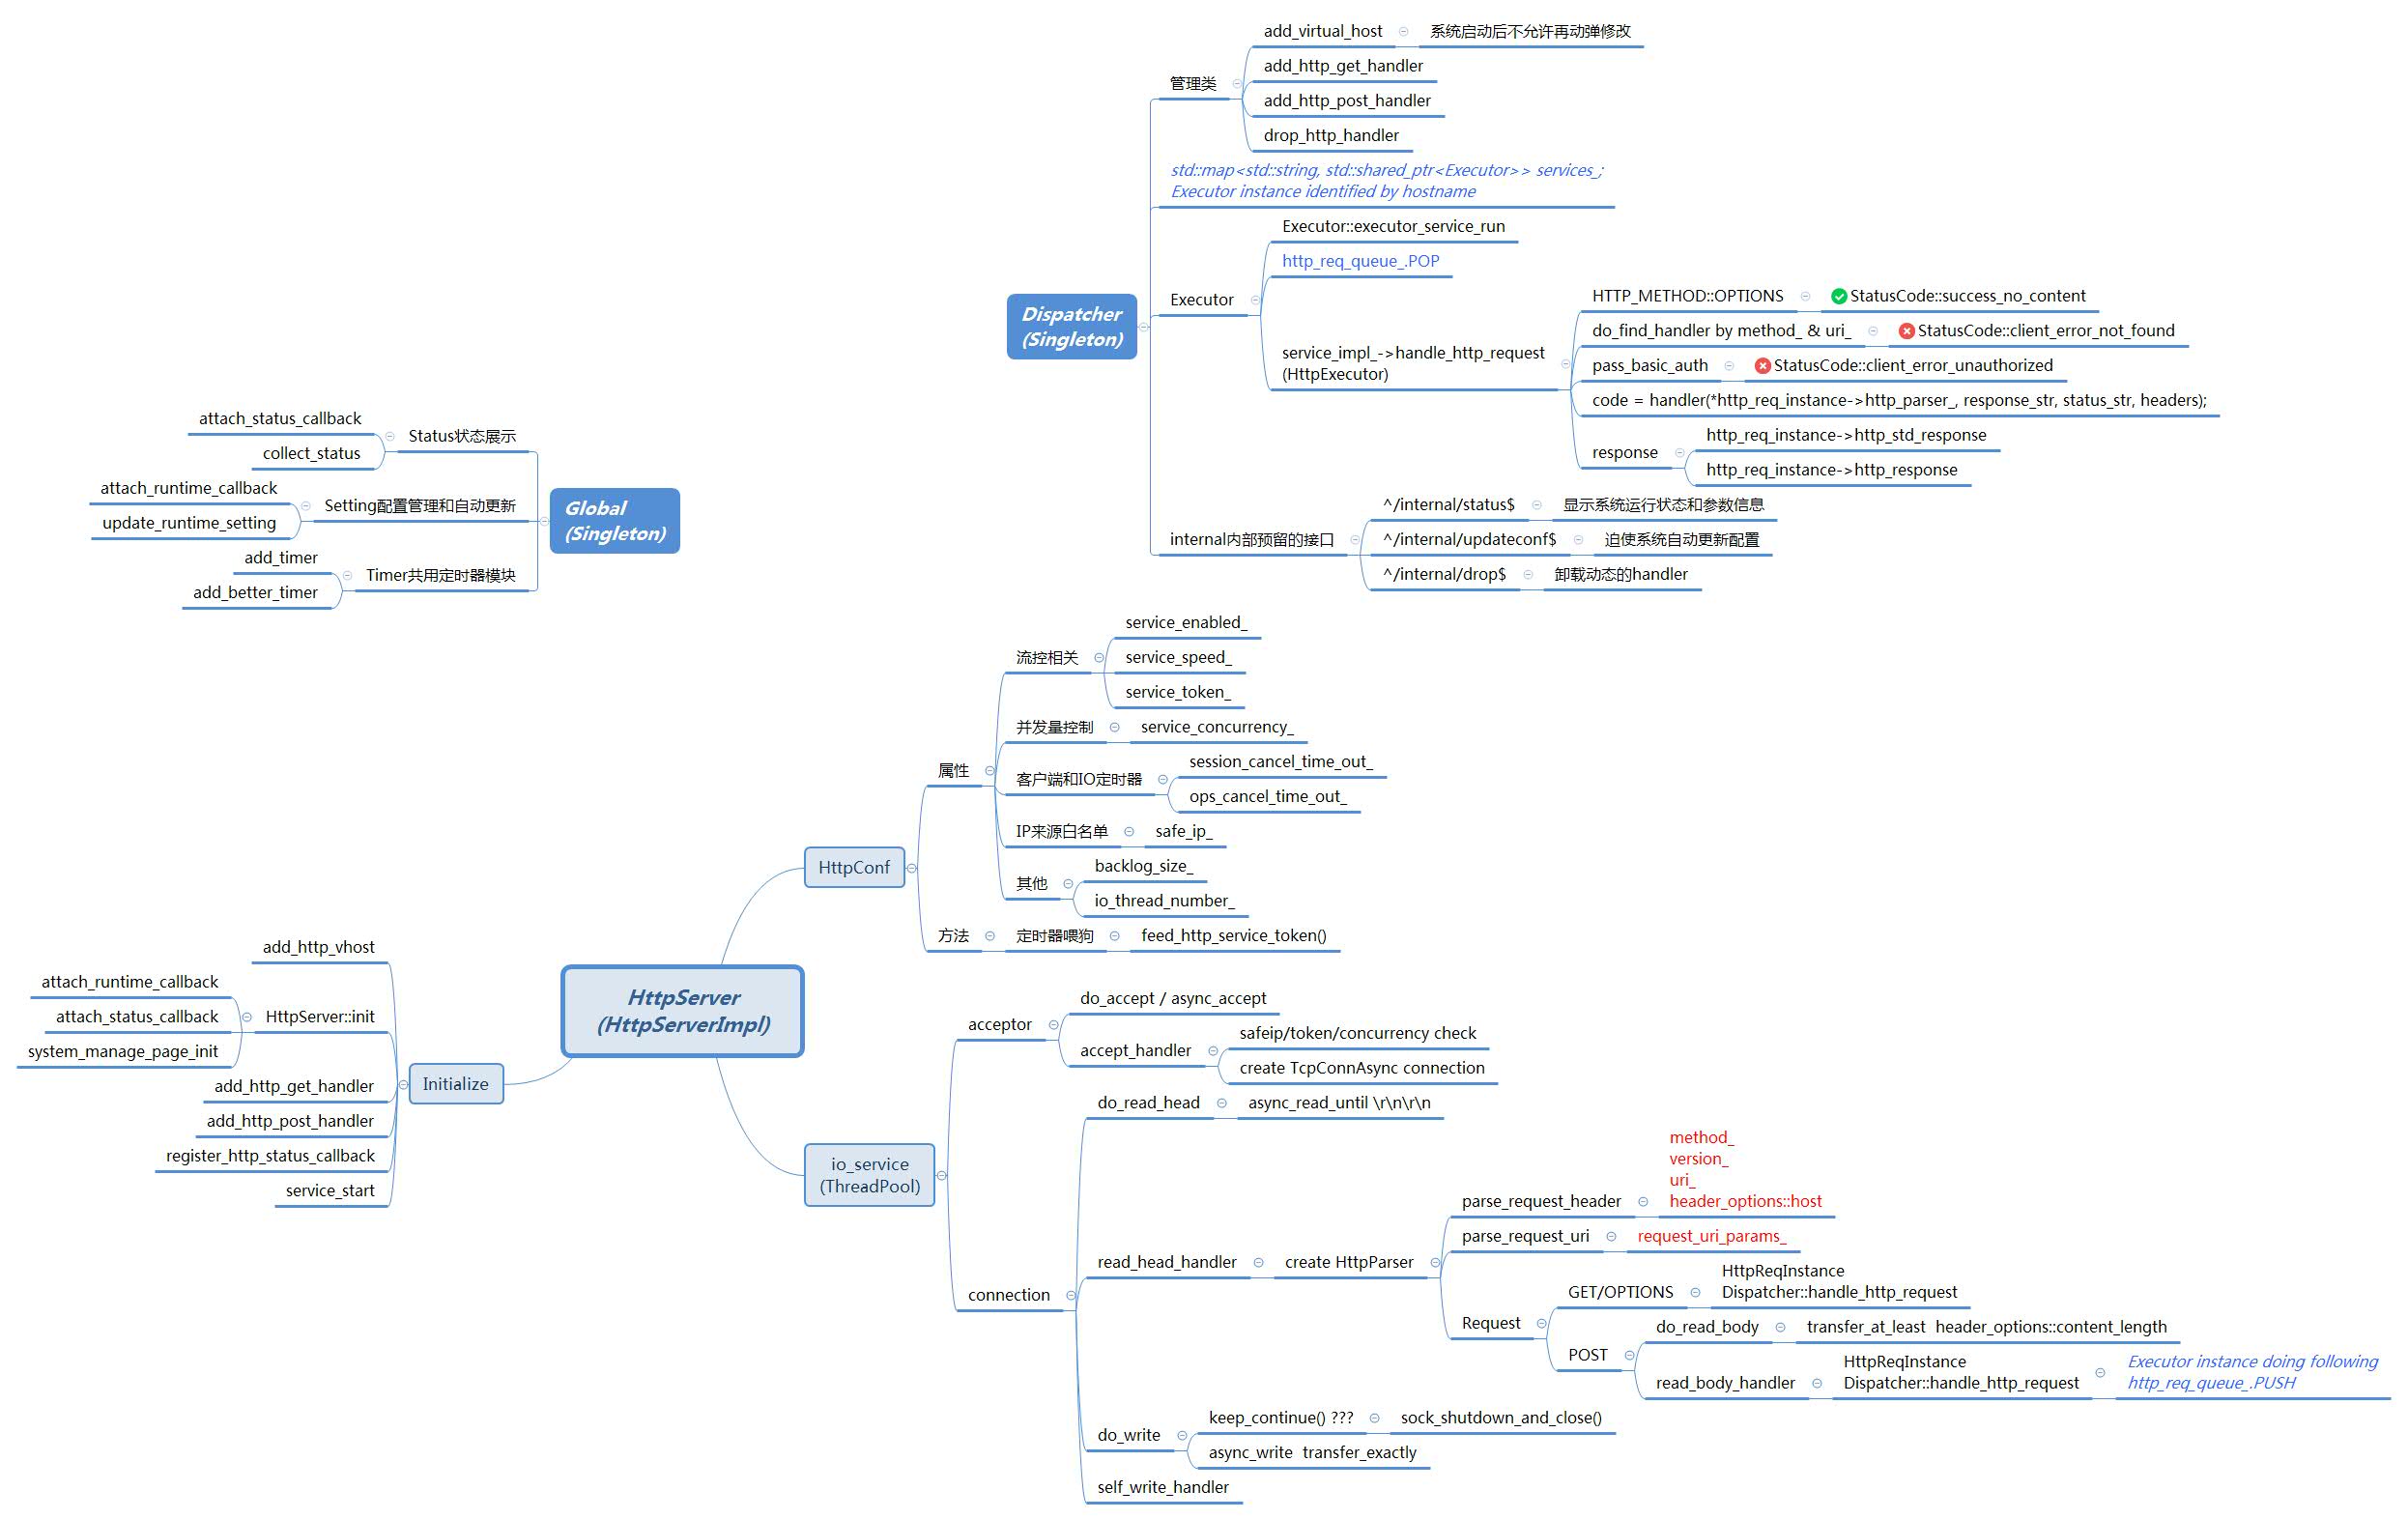 add_virtual_host
系统启动后不允许再动弹修改
管理类
add_http_get_handler
add_http_post_handler
drop_http_handler
std::map<std::string, std::shared_ptr<Executor>> services_;
Executor instance identified by hostname
Dispatcher
(Singleton)
Executor
Executor::executor_service_run
http_req_queue_.POP
service_impl_->handle_http_request
(HttpExecutor)
HTTP_METHOD::OPTIONS
StatusCode::success_no_content
do_find_handler by method_ & uri_
StatusCode::client_error_not_found
pass_basic_auth
StatusCode::client_error_unauthorized
code = handler(*http_req_instance->http_parser_, response_str, status_str, headers);
response
http_req_instance->http_std_response
http_req_instance->http_response
internal内部预留的接口
^/internal/status$
显示系统运行状态和参数信息
^/internal/updateconf$
迫使系统自动更新配置
^/internal/drop$
卸载动态的handler
Global
(Singleton)
Status状态展示
attach_status_callback
collect_status
Setting配置管理和自动更新
attach_runtime_callback
update_runtime_setting
Timer共用定时器模块
add_timer
add_better_timer
HttpServer
(HttpServerImpl)
HttpConf
属性
流控相关
service_enabled_
service_speed_
service_token_
并发量控制
service_concurrency_
客户端和IO定时器
session_cancel_time_out_
ops_cancel_time_out_
IP来源白名单
safe_ip_
其他
backlog_size_
io_thread_number_
方法
定时器喂狗
feed_http_service_token()
Initialize
add_http_vhost
HttpServer::init
attach_runtime_callback
attach_status_callback
system_manage_page_init
add_http_get_handler
add_http_post_handler
register_http_status_callback
service_start
io_service
(ThreadPool)
acceptor
do_accept / async_accept
accept_handler
safeip/token/concurrency check
create TcpConnAsync connection
connection
do_read_head
async_read_until \r\n\r\n
read_head_handler
create HttpParser
parse_request_header
method_
version_
uri_
header_options::host
parse_request_uri
request_uri_params_
Request
GET/OPTIONS
HttpReqInstance
Dispatcher::handle_http_request
POST
do_read_body
transfer_at_least header_options::content_length
read_body_handler
HttpReqInstance
Dispatcher::handle_http_request
Executor instance doing following
http_req_queue_.PUSH
do_write
keep_continue() ???
sock_shutdown_and_close()
async_write transfer_exactly
self_write_handler